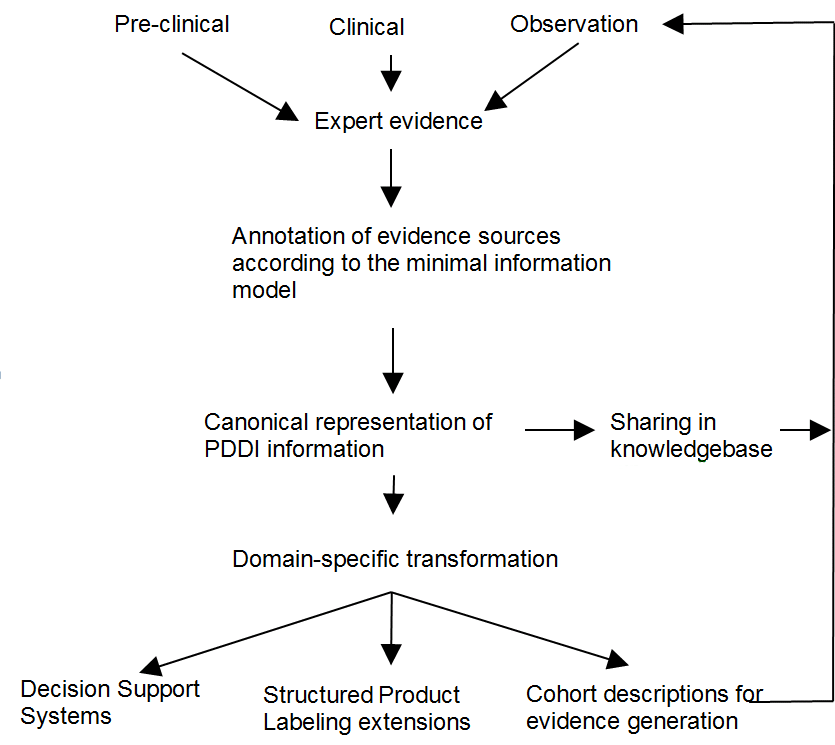 Pre-clinical
Clinical
Observation
Expert evidence
Annotation of evidence sources
according to the minimal information
model
Canonical representation of
PDDI information
Sharing in
knowledgebase
Domain-specific transformation
Decision Support
Systems
Structured Product
Labeling extensions
Cohort descriptions for
evidence generation